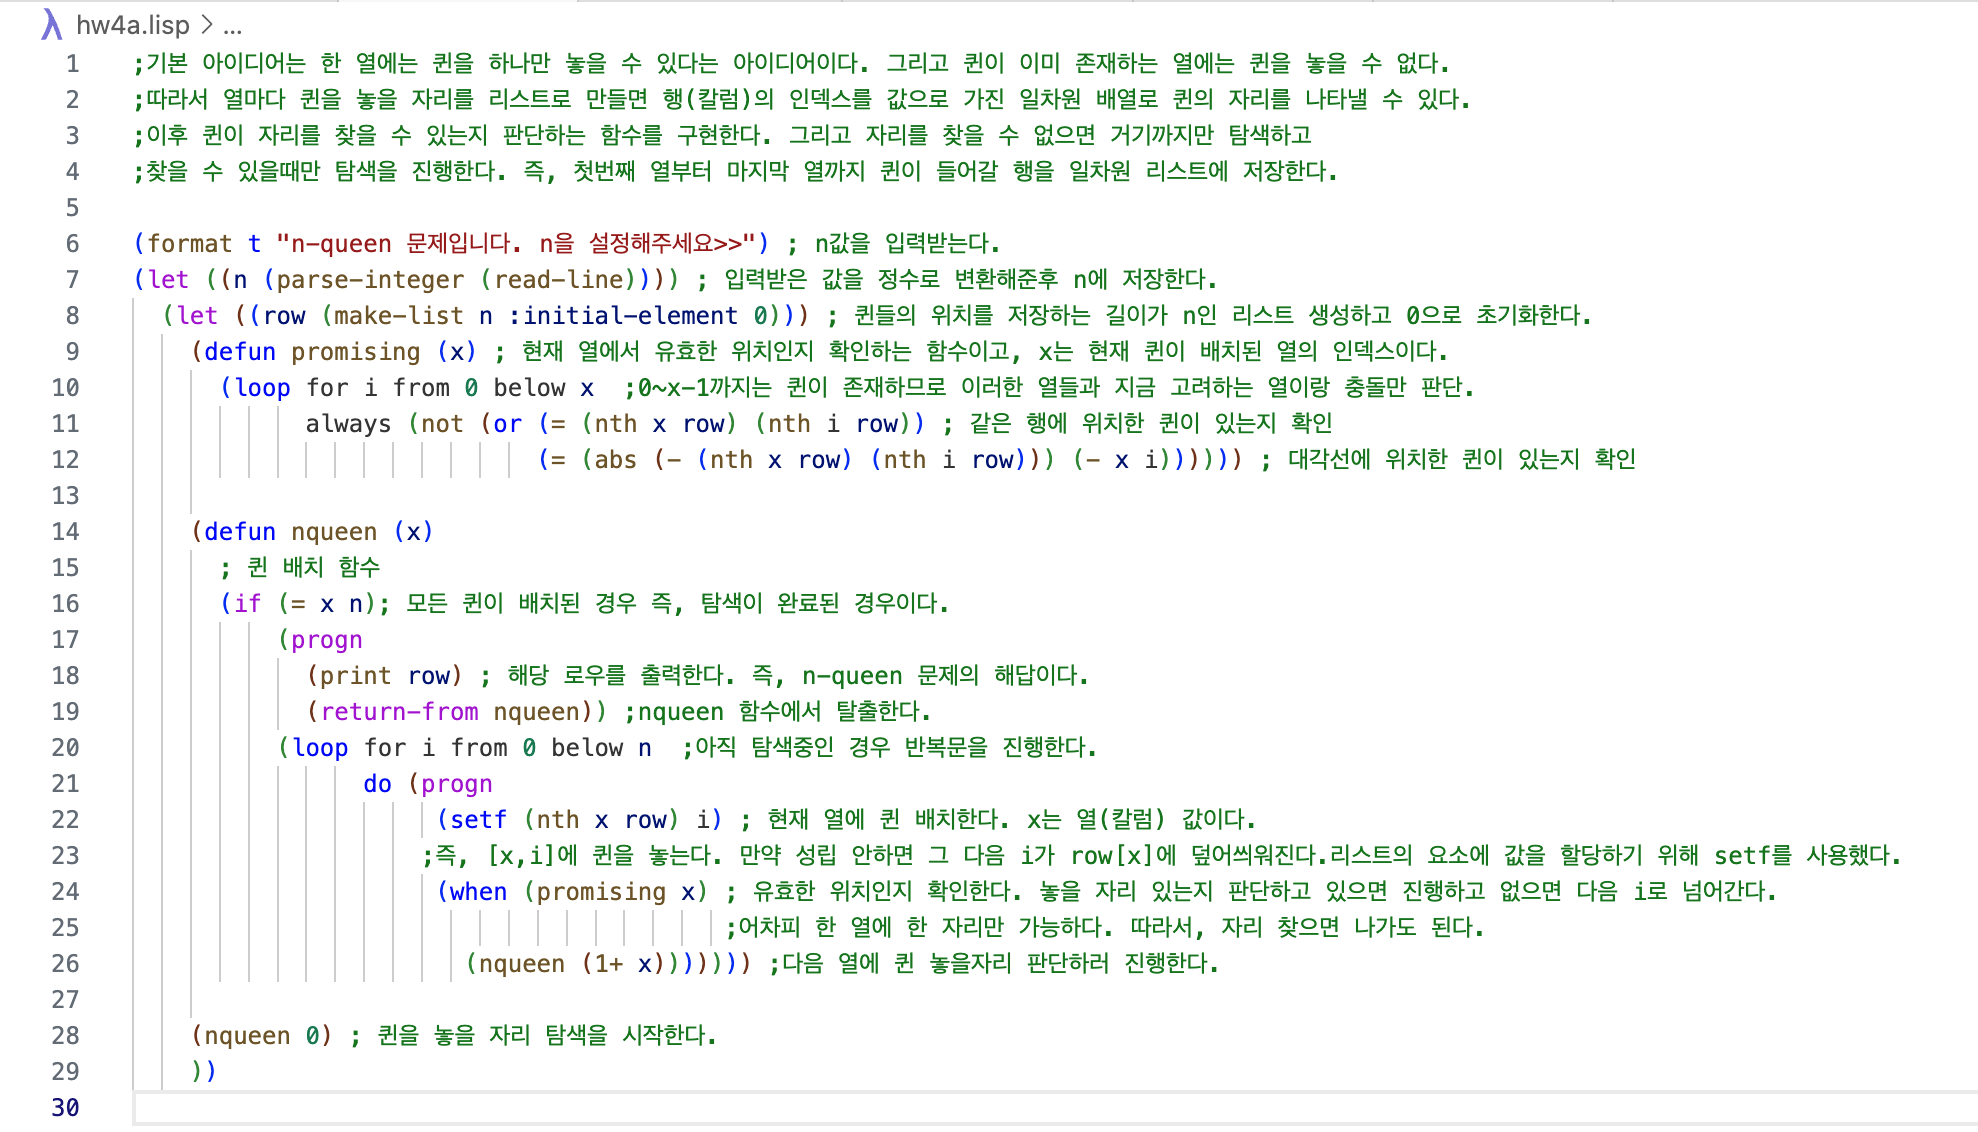 hw4a.lisp > ...
1 ;기본 아이디어는 한 열에는 퀸을 하나만 놓을 수 있다는 아이디어이다. 그리고 퀸이 이미 존재하는 열에는 퀸을 놓을 수 없다.
2 ;따라서 열마다 퀸을 놓을 자리를 리스트로 만들면 행(칼럼)의 인덱스를 값으로 가진 일차원 배열로 퀸의 자리를 나타낼 수 있다.
3 ;이후 퀸이 자리를 찾을 수 있는지 판단하는 함수를 구현한다. 그리고 자리를 찾을 수 없으면 거기까지만 탐색하고
4 ;찾을 수 있을때만 탐색을 진행한다. 즉, 첫번째 열부터 마지막 열까지 퀸이 들어갈 행을 일차원 리스트에 저장한다.
5
6 (format t "n-queen 문제입니다. n을 설정해주세요>>") ; n값을 입력받는다.
7 (let ((n (parse-integer (read-line)))) ; 입력받은 값을 정수로 변환해준후 n에 저장한다.
8 (let ((row (make-list n :initial-element 0))) ; 퀸들의 위치를 저장하는 길이가 n인 리스트 생성하고 0으로 초기화한다.
9 (defun promising (x) ; 현재 열에서 유효한 위치인지 확인하는 함수이고, x는 현재 퀸이 배치된 열의 인덱스이다.
10 (loop for i from 0 below x ;0~x-1까지는 퀸이 존재하므로 이러한 열들과 지금 고려하는 열이랑 충돌만 판단.
11 always (not (or (= (nth x row) (nth i row)) ; 같은 행에 위치한 퀸이 있는지 확인
12 (= (abs (- (nth x row) (nth i row))) (- x i)))))) ; 대각선에 위치한 퀸이 있는지 확인
13
14 (defun nqueen (x)
15 ; 퀸 배치 함수
16 (if (= x n); 모든 퀸이 배치된 경우 즉, 탐색이 완료된 경우이다.
17 (progn
18 (print row) ; 해당 로우를 출력한다. 즉, n-queen 문제의 해답이다.
19 (return-from nqueen)) ;nqueen 함수에서 탈출한다.
20 (loop for i from 0 below n ;아직 탐색중인 경우 반복문을 진행한다.
21 do (progn
22 (setf (nth x row) i) ; 현재 열에 퀸 배치한다. x는 열(칼럼) 값이다.
23 ;즉, [x,i]에 퀸을 놓는다. 만약 성립 안하면 그 다음 i가 row[x]에 덮어씌워진다.리스트의 요소에 값을 할당하기 위해 setf를 사용했다.
24 (when (promising x) ; 유효한 위치인지 확인한다. 놓을 자리 있는지 판단하고 있으면 진행하고 없으면 다음 i로 넘어간다.
25 ;어차피 한 열에 한 자리만 가능하다. 따라서, 자리 찾으면 나가도 된다.
26 (nqueen (1+ x))))))) ;다음 열에 퀸 놓을자리 판단하러 진행한다.
27
28 (nqueen 0) ; 퀸을 놓을 자리 탐색을 시작한다.
29 ))
30